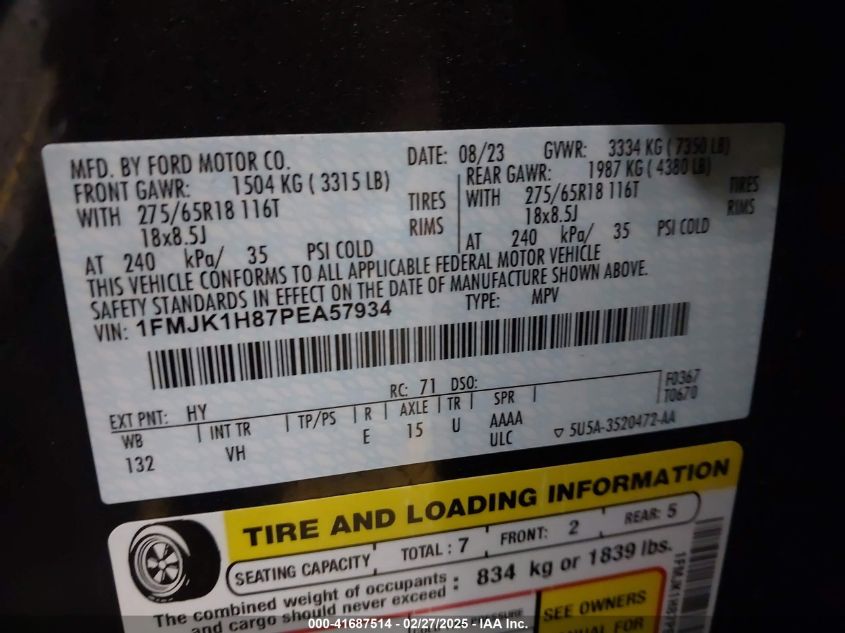 MFD. BY FORD MOTOR CO.
DATE: 08/23 GVWR: 3334 KG ( 7350 LB)
FRONT GAWR: 1504 KG ( 3315 LB)
REAR GAWR: 1987 KG ( 4380 LB)
WITH 275/65R18 116T TIRES
WITH 275/65R18 116T TIRES
18x8.5J RIMS
18x8.5J RIMS
AT 240 kPa/ 35 PSI COLD
AT 240 kPa/ 35 PSI COLD
THIS VEHICLE CONFORMS TO ALL APPLICABLE FEDERAL MOTOR VEHICLE
SAFETY STANDARDS IN EFFECT ON THE DATE OF MANUFACTURE SHOWN ABOVE.
VIN: 1FMJK1H87PEA57934 TYPE: MPV
EXT PNT: HY RC: 71 DSO: F0367
T0670
WB INT TR TP/PS R AXLE TR SPR
132 VH E 15 U AAAA
ULC ▽ 5U5A-3520472-AA
TIRE AND LOADING INFORMATION
SEATING CAPACITY TOTAL : 7 FRONT: 2 REAR: 5
The combined weight of occupants
and cargo should never exceed : 834 kg or 1839 lbs.
SEE OWNERS
MANUAL FOR
000-41687514 - 02/27/2025 - IAA Inc.